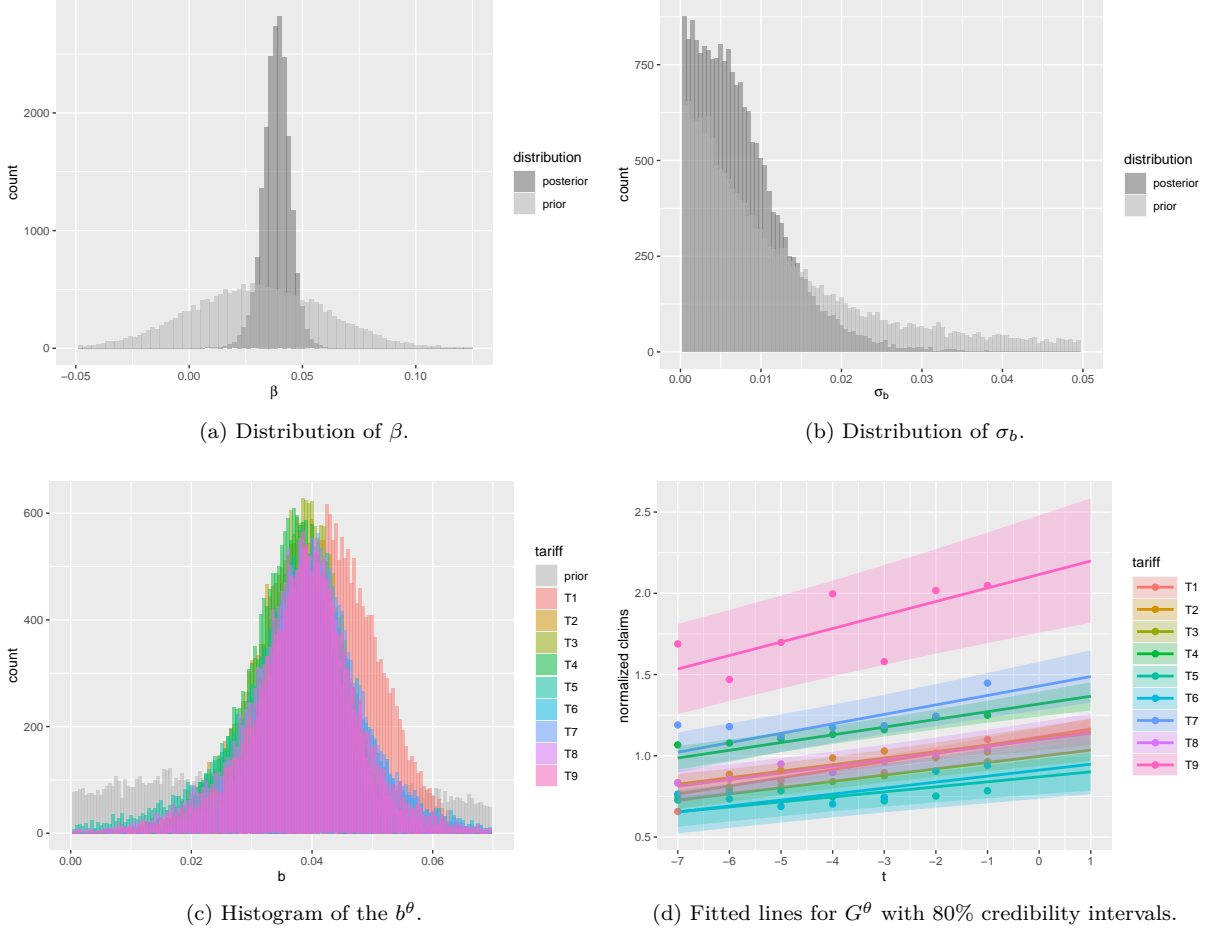 count
2000
1000
0
−0.05
0.00
0.05
0.10
β
distribution
posterior
prior
(a) Distribution of β.
count
750
500
250
0
0.00
0.01
0.02
0.03
0.04
0.05
σb
distribution
posterior
prior
(b) Distribution of σb.
count
600
400
200
0
0.00
0.02
0.04
0.06
b
tariff
prior
T1
T2
T3
T4
T5
T6
T7
T8
T9
(c) Histogram of the bθ.
normalized claims
2.5
2.0
1.5
1.0
0.5
−7
−6
−5
−4
−3
−2
−1
0
1
t
tariff
T1
T2
T3
T4
T5
T6
T7
T8
T9
(d) Fitted lines for Gθ with 80% credibility intervals.